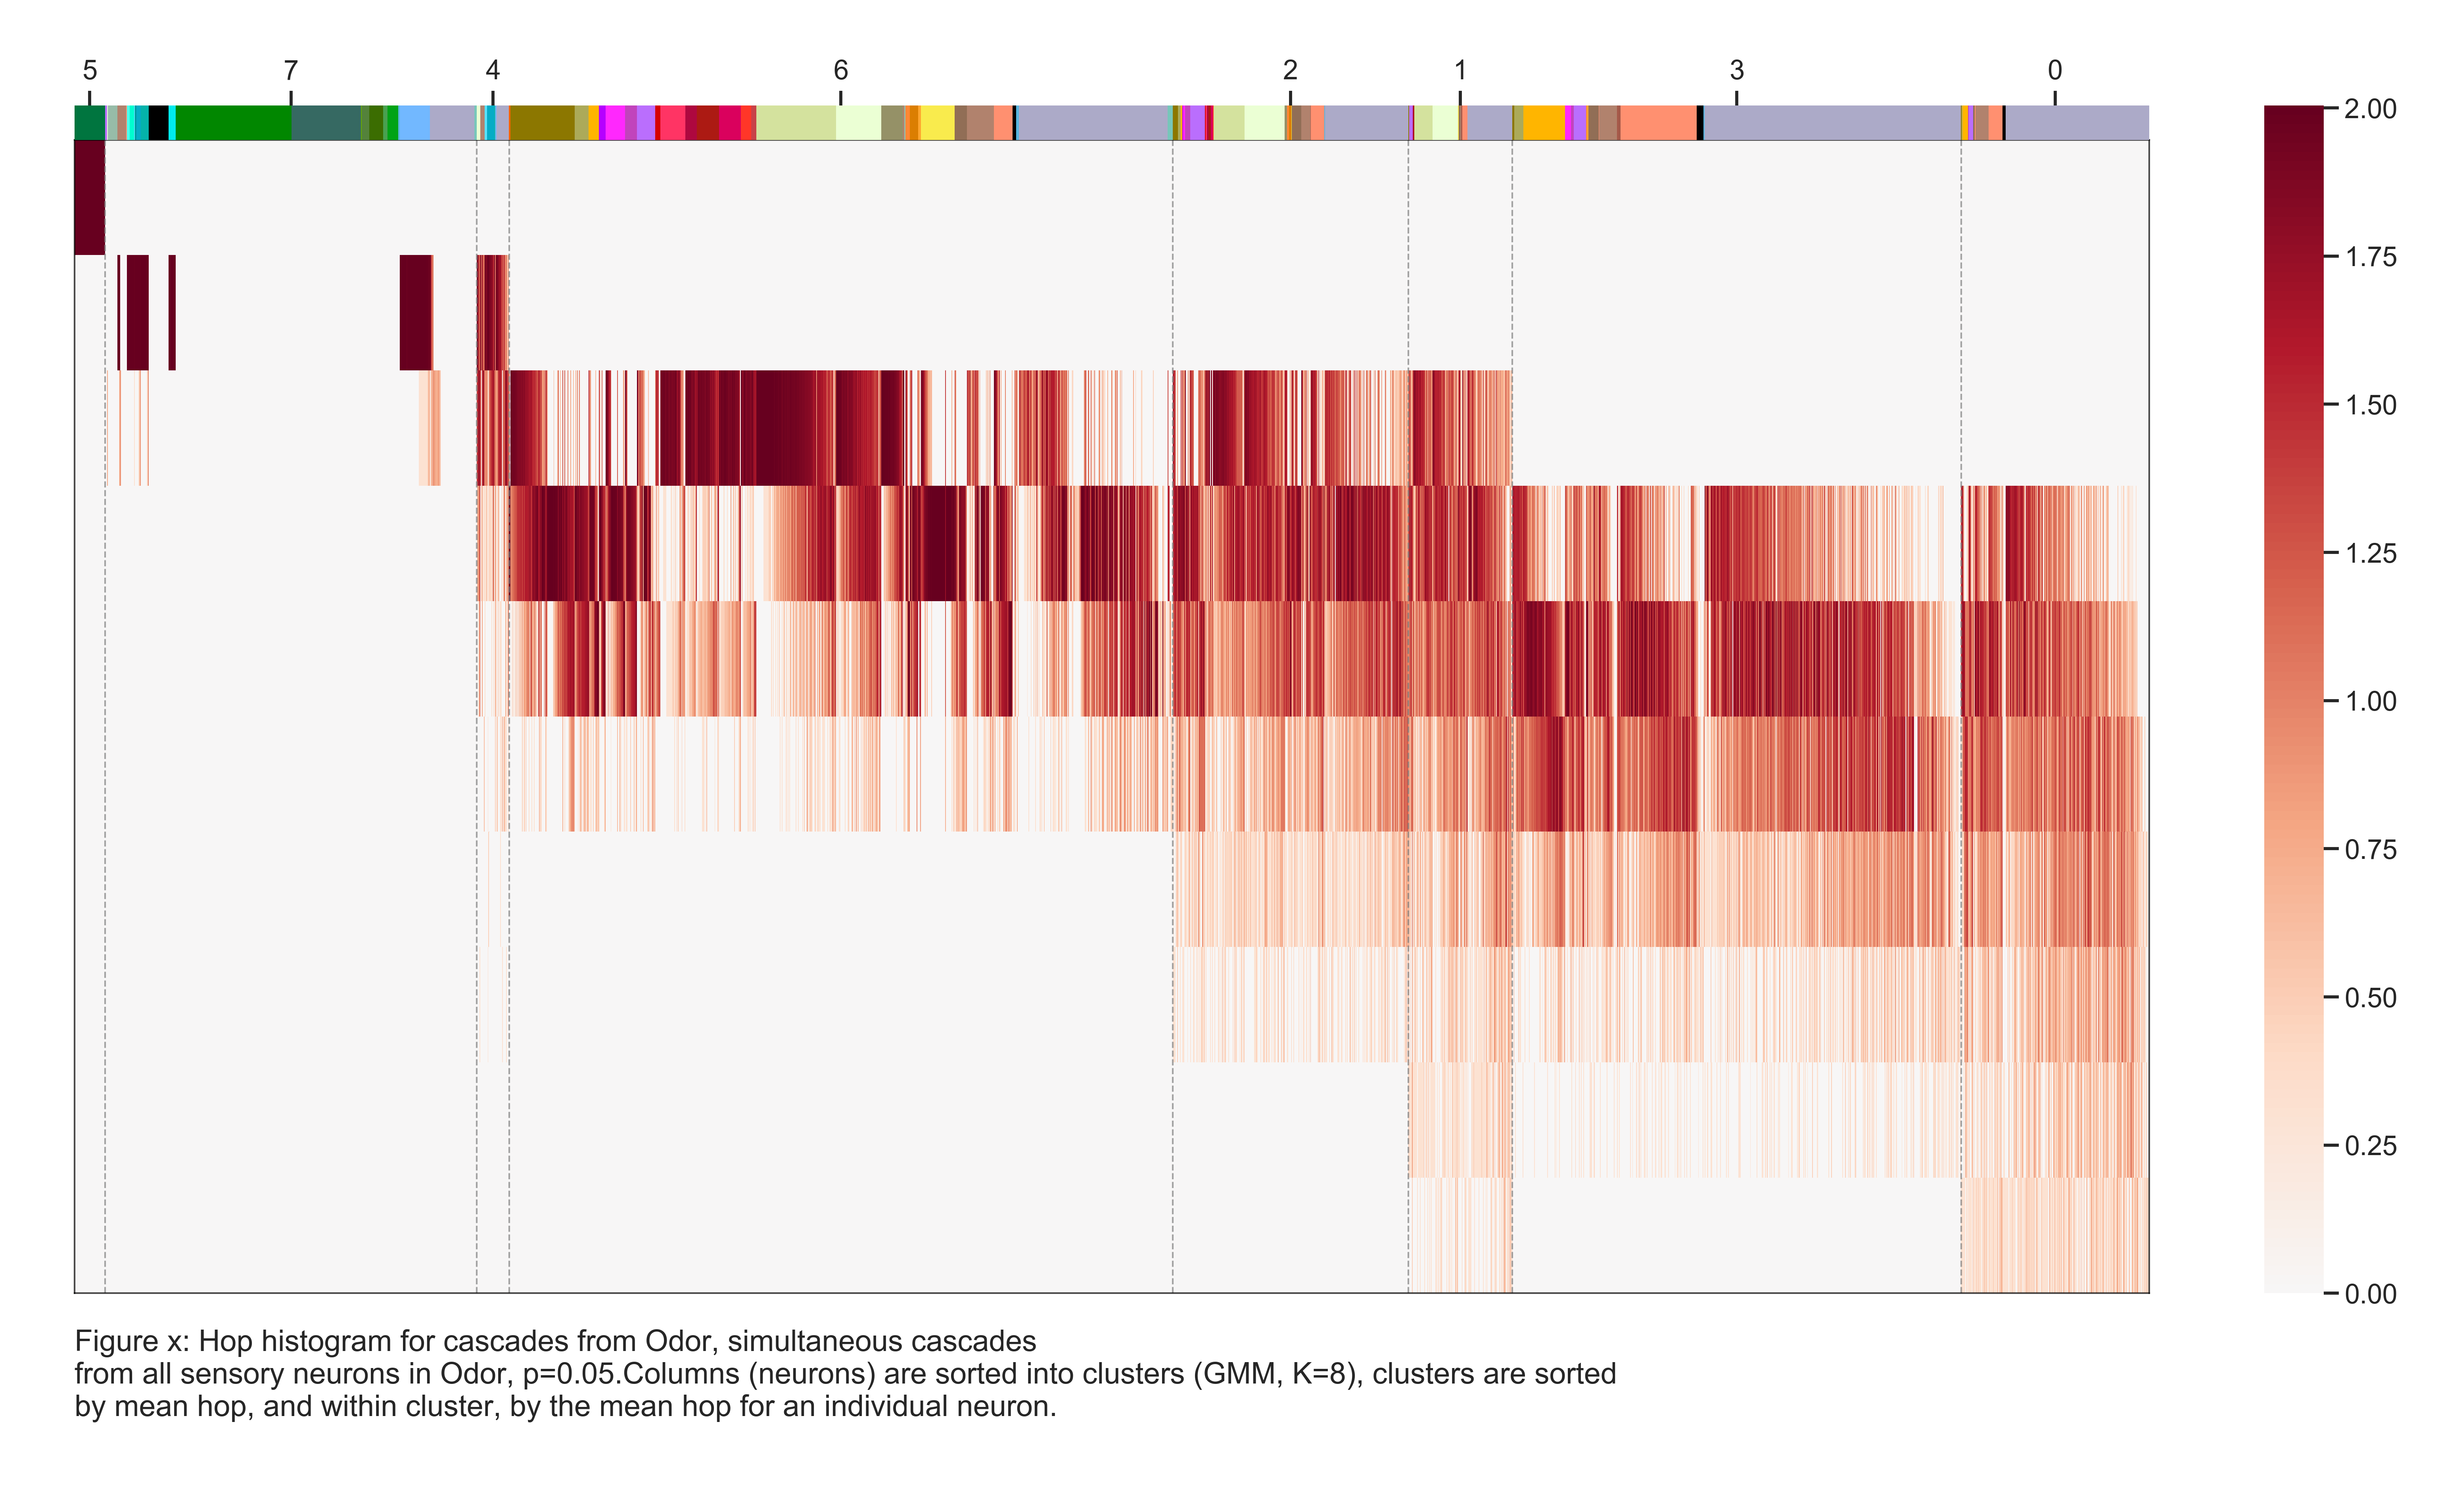 5 7 4 6 2 1 3 0
2.00
1.75
1.50
1.25
1.00
0.75
0.50
0.25
0.00
Figure x: Hop histogram for cascades from Odor, simultaneous cascades
from all sensory neurons in Odor, p=0.05.Columns (neurons) are sorted into clusters (GMM, K=8), clusters are sorted
by mean hop, and within cluster, by the mean hop for an individual neuron.